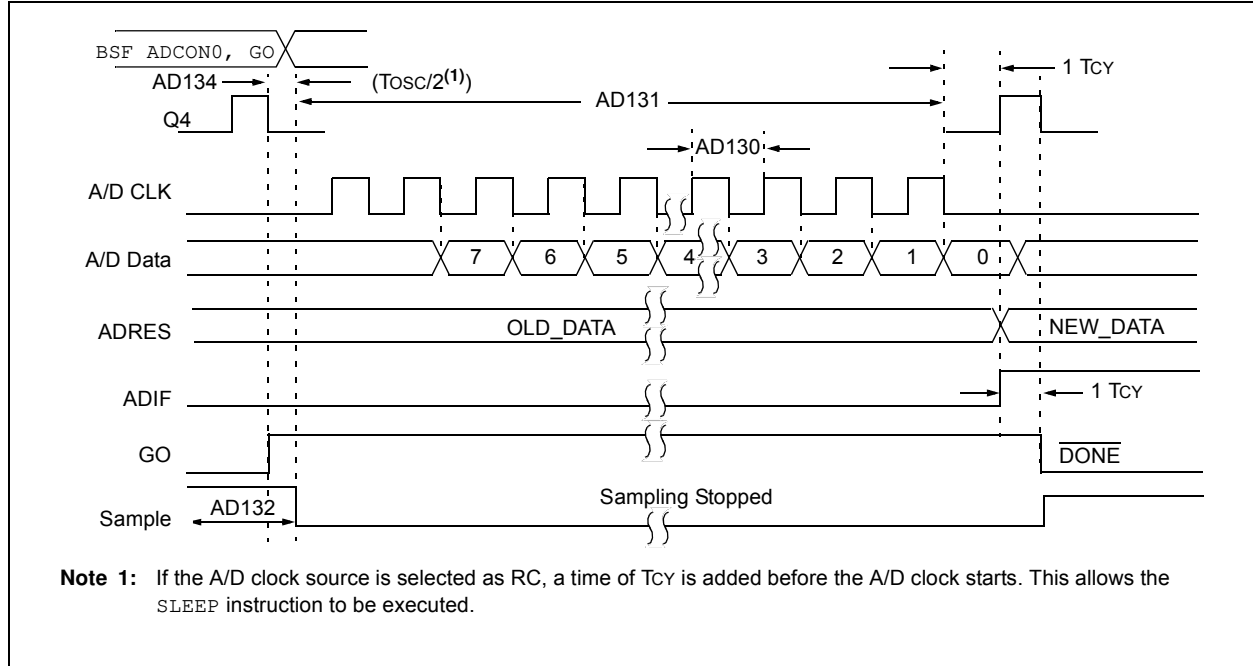 BSF ADCON0, GO
AD134
(TOSC/2(1))
AD131
1 TCY
Q4
AD130
A/D CLK
A/D Data
7 6 5 4 3 2 1 0
ADRES
OLD_DATA
NEW_DATA
ADIF
1 TCY
GO
DONE
Sample
AD132
Sampling Stopped
Note 1: If the A/D clock source is selected as RC, a time of TCY is added before the A/D clock starts. This allows the
SLEEP instruction to be executed.